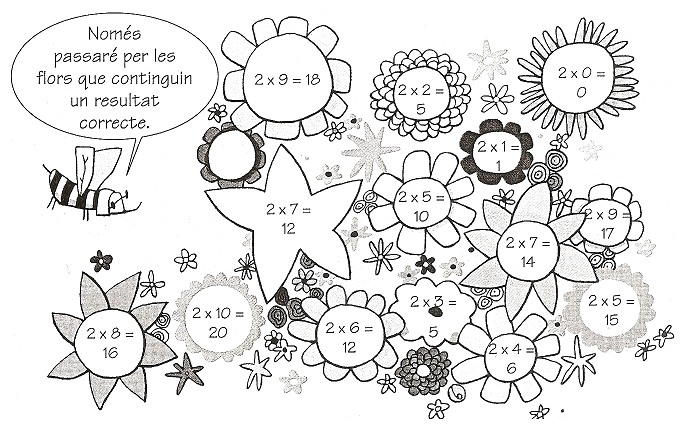 Només
passaré per les
flors que continguin
un resultat
correcte.
2 x 9 = 18
2 x 2 =
5
2 x 0 =
0
2 x 1 =
1
2 x 7 =
12
2 x 5 =
10
2 x 9 =
17
2 x 7 =
14
2 x 8 =
16
2 x 10 =
20
2 x 6 =
12
2 x 3 =
5
2 x 4 =
6
2 x 5 =
15